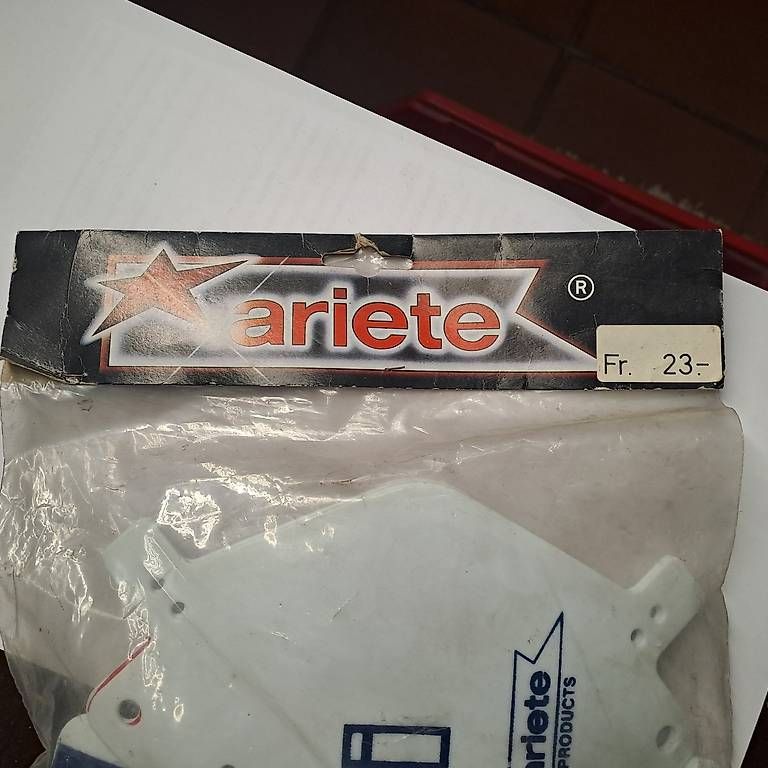 ariete ®
Fr. 23.-
ariete
PRODUCTS